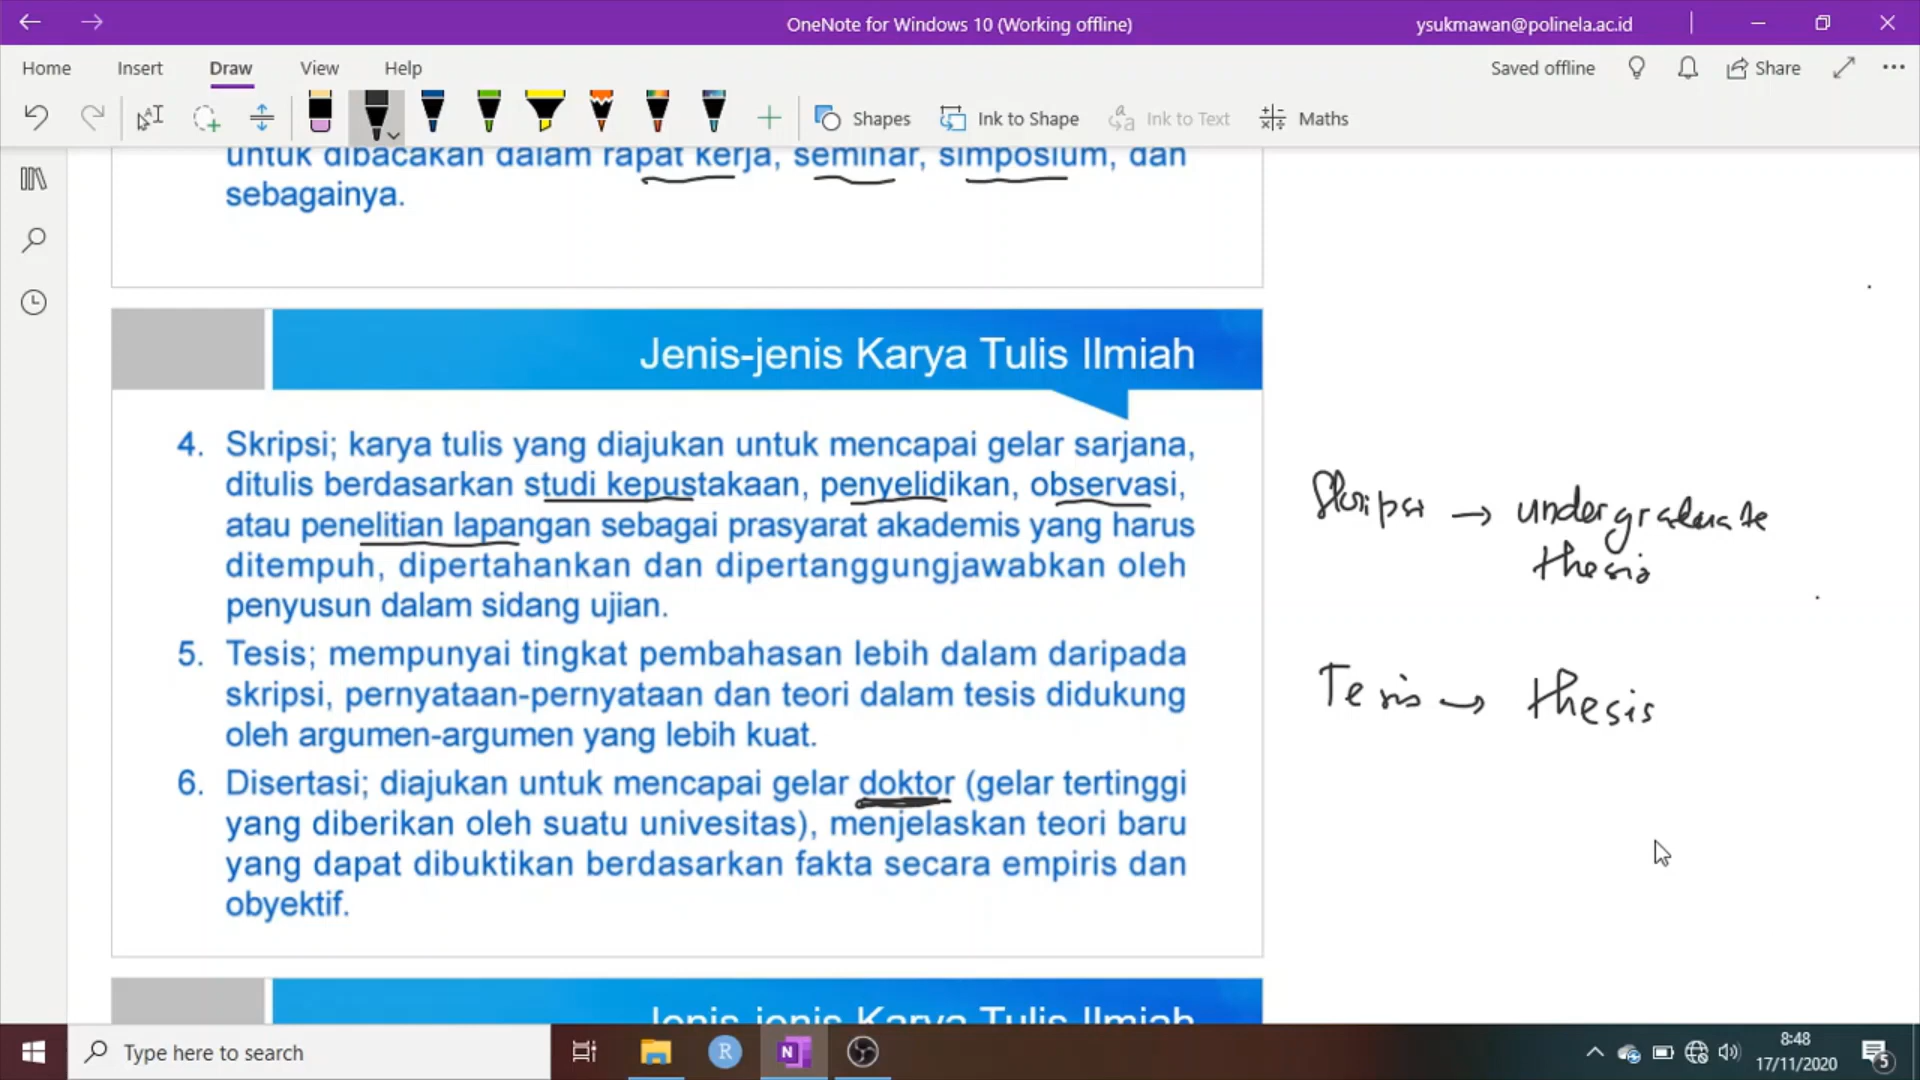 OneNote for Windows 10 (Working offline)
ysukmawan@polinela.ac.id
Home Insert Draw View Help
Saved offline
Share
Shapes
Ink to Shape
Ink to Text
Maths
untuk dibacakan dalam rapat kerja, seminar, simposium, dan
sebagainya.
Jenis-jenis Karya Tulis Ilmiah
4. Skripsi; karya tulis yang diajukan untuk mencapai gelar sarjana,
ditulis berdasarkan studi kepustakaan, penyelidikan, observasi,
atau penelitian lapangan sebagai prasyarat akademis yang harus
ditempuh, dipertahankan dan dipertanggungjawabkan oleh
penyusun dalam sidang ujian.
5. Tesis; mempunyai tingkat pembahasan lebih dalam daripada
skripsi, pernyataan-pernyataan dan teori dalam tesis didukung
oleh argumen-argumen yang lebih kuat.
6. Disertasi; diajukan untuk mencapai gelar doktor (gelar tertinggi
yang diberikan oleh suatu univesitas), menjelaskan teori baru
yang dapat dibuktikan berdasarkan fakta secara empiris dan
obyektif.
Skripsi → undergraduate
thesis
Tesis → thesis
Jenis-jenis Karya Tulis Ilmiah
Type here to search
R
N
8:48
17/11/2020
5